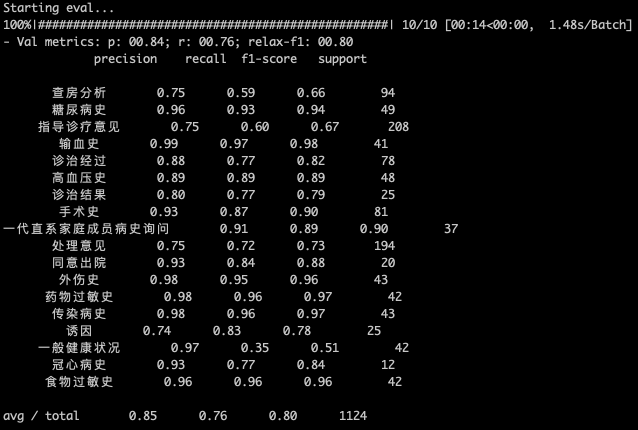 Starting eval...
100%|##################################################| 10/10 [00:14<00:00,  1.48s/Batch]
- Val metrics: p: 00.84; r: 00.76; relax-f1: 00.80
precision recall f1-score support
查房分析 0.75 0.59 0.66 94
糖尿病史 0.96 0.93 0.94 49
指导诊疗意见 0.75 0.60 0.67 208
输血史 0.99 0.97 0.98 41
诊治经过 0.88 0.77 0.82 78
高血压史 0.89 0.89 0.89 48
诊治结果 0.80 0.77 0.79 25
手术史 0.93 0.87 0.90 81
一代直系家庭成员病史询问 0.91 0.89 0.90 37
处理意见 0.75 0.72 0.73 194
同意出院 0.93 0.84 0.88 20
外伤史 0.98 0.95 0.96 43
药物过敏史 0.98 0.96 0.97 42
传染病史 0.98 0.96 0.97 43
诱因 0.74 0.83 0.78 25
一般健康状况 0.97 0.35 0.51 42
冠心病史 0.93 0.77 0.84 12
食物过敏史 0.96 0.96 0.96 42
avg / total 0.85 0.76 0.80 1124